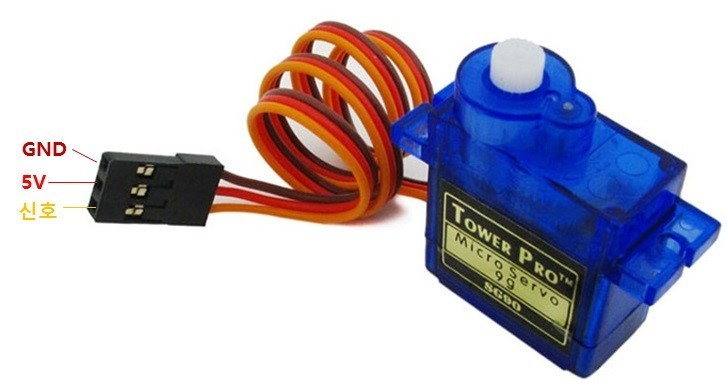 GND
5V
신호
TOWER PRO™
Micro Servo
9g
SG90